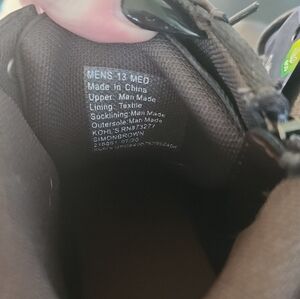 MENS 13 MED
Made in China
Upper: Man Made
Lining: Textile
Socklining: Man Made
Outersole: Man Made
KOHL'S RN#73277
SIMONBROWN